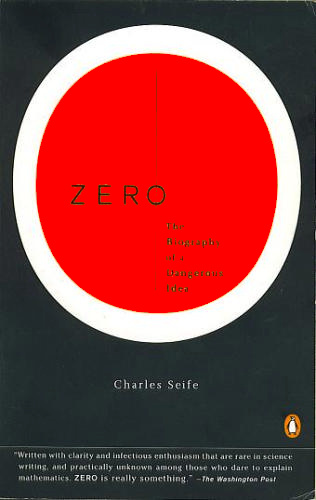 ZERO
The
Biography
of a
Dangerous
Idea
Charles Seife
"Written with clarity and infectious enthusiasm that are rare in science
writing, and practically unknown among those who dare to explain
mathematics. ZERO is really something." —The Washington Post